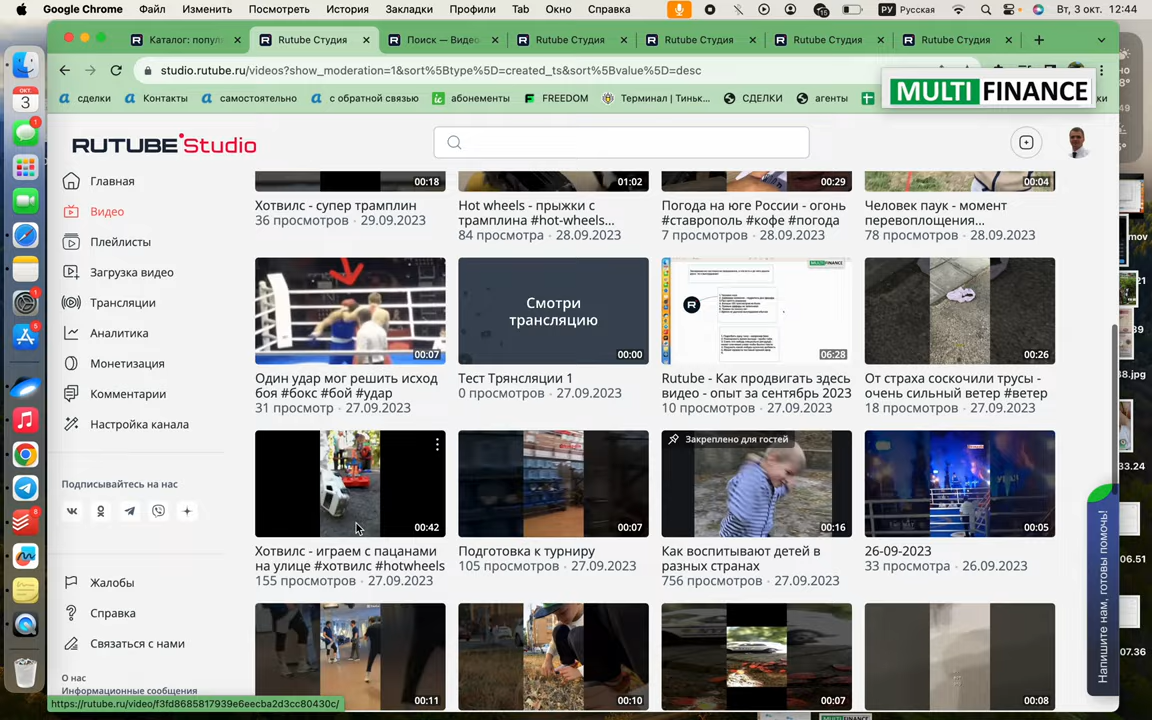 Google Chrome Файл Изменить Посмотреть История Закладки Профили Tab Окно Справка 15 РУ Русская Вт, 3 окт. 12:44
Каталог: попул Rutube Студия Поиск — Видео Rutube Студия Rutube Студия Rutube Студия Rutube Студия
studio.rutube.ru/videos?show_moderation=1&sort%5Btype%5D=created_ts&sort%5Bvalue%5D=desc
сделки Контакты самостоятельно с обратной связью абонементы FREEDOM Терминал | Тиньк... СДЕЛКИ агенты
MULTI FINANCE
RUTUBE Studio
Главная
Видео
Плейлисты
Загрузка видео
Трансляции
Аналитика
Монетизация
Комментарии
Настройка канала
Подписывайтесь на нас
Жалобы
Справка
Связаться с нами
О нас
Информационные сообщения
https://rutube.ru/video/f3fd8685817939e6eecba2d3cc80430c/
00:18
Хотвилс - супер трамплин
36 просмотров · 29.09.2023
01:02
Hot wheels - прыжки с
трамплина #hot-wheels...
84 просмотра · 28.09.2023
00:29
Погода на юге России - огонь
#ставрополь #кофе #погода
7 просмотров · 28.09.2023
00:04
Человек паук - момент
перевоплощения...
78 просмотров · 28.09.2023
00:07
Один удар мог решить исход
боя #бокс #бой #удар
31 просмотр · 27.09.2023
Смотри
трансляцию
00:00
Тест Трянсляции 1
0 просмотров · 27.09.2023
MULTI FINANCE
06:28
Rutube - Как продвигать здесь
видео - опыт за сентябрь 2023
10 просмотров · 27.09.2023
00:26
От страха соскочили трусы -
очень сильный ветер #ветер
18 просмотров · 27.09.2023
00:42
Хотвилс - играем с пацанами
на улице #хотвилс #hotwheels
155 просмотров · 27.09.2023
00:07
Подготовка к турниру
105 просмотров · 27.09.2023
Закреплено для гостей
00:16
Как воспитывают детей в
разных странах
756 просмотров · 27.09.2023
00:05
26-09-2023
33 просмотра · 26.09.2023
00:11
00:10
00:07
00:08
Напишите нам, готовы помочь!